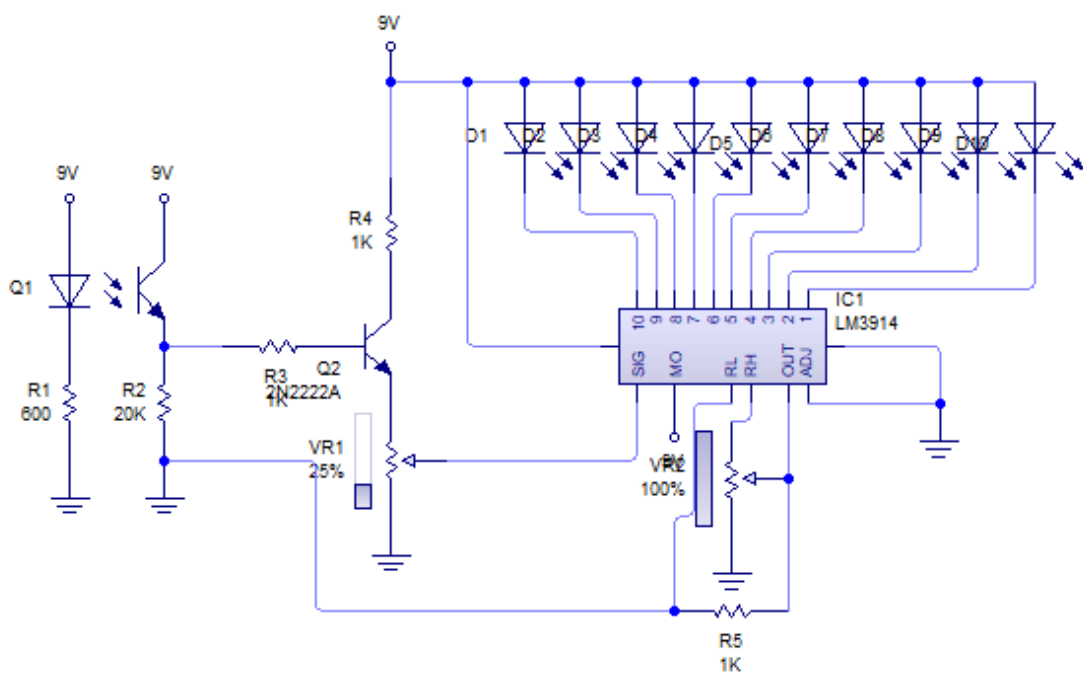 9V
9V
9V
D1
D2
D3
D4
D5
D6
D7
D8
D9
D10
R4
1K
Q1
IC1
LM3914
10 9 8 7 6 5 4 3 2 1
SIG MO RL RH OUT ADJ
R3
1K
Q2
2N2222A
R1
600
R2
20K
VR1
25%
9V
VR2
100%
R5
1K